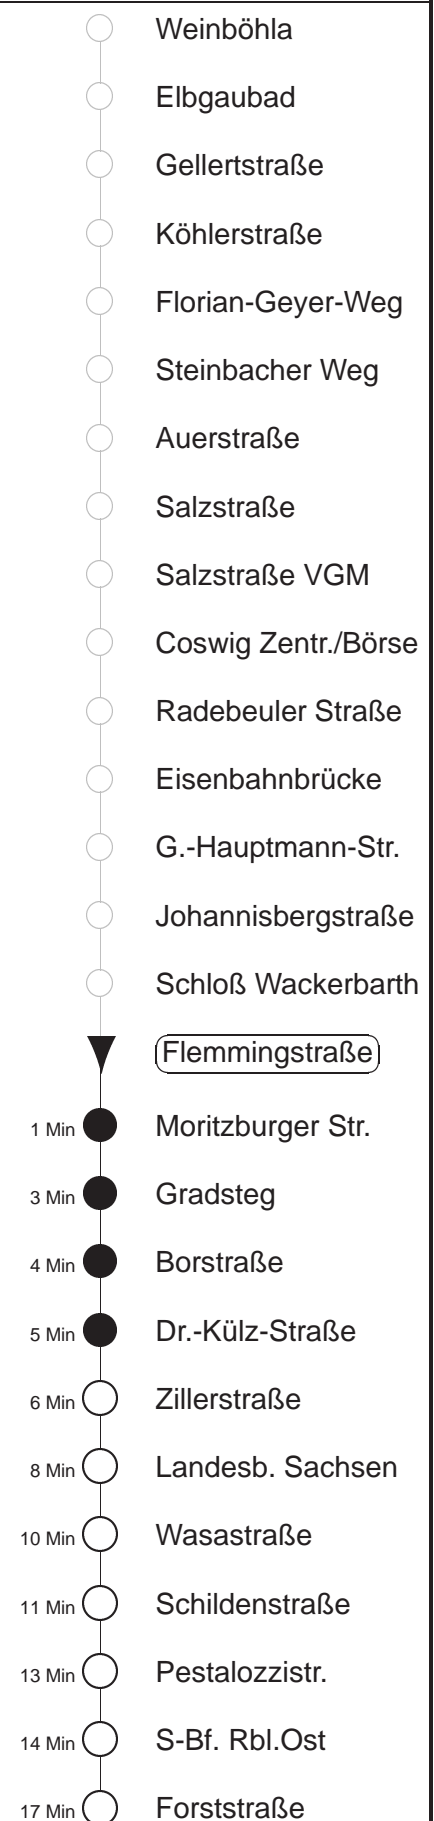 Weinböhla
Elbgaubad
Gellertstraße
Köhlerstraße
Florian-Geyer-Weg
Steinbacher Weg
Auerstraße
Salzstraße
Salzstraße VGM
Coswig Zentr./Börse
Radebeuler Straße
Eisenbahnbrücke
G.-Hauptmann-Str.
Johannisbergstraße
Schloß Wackerbarth
Flemmingstraße
1 Min Moritzburger Str.
3 Min Gradsteg
4 Min Borstraße
5 Min Dr.-Külz-Straße
6 Min Zillerstraße
8 Min Landesb. Sachsen
10 Min Wasastraße
11 Min Schildenstraße
13 Min Pestalozzistr.
14 Min S-Bf. Rbl.Ost
17 Min Forststraße